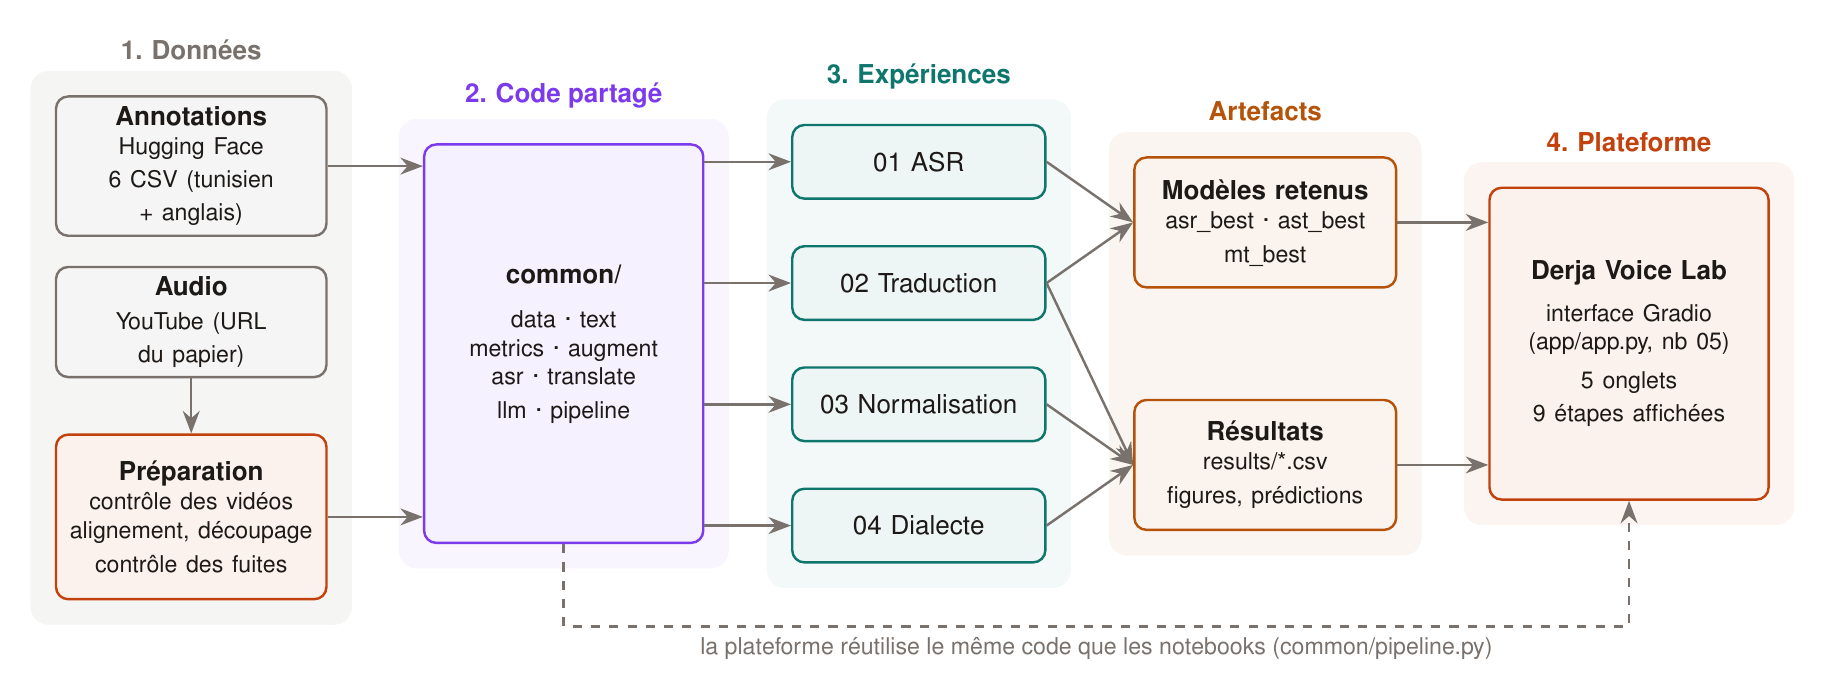 1. Données
Annotations
Hugging Face
6 CSV (tunisien
+ anglais)
Audio
YouTube (URL
du papier)
Préparation
contrôle des vidéos
alignement, découpage
contrôle des fuites
2. Code partagé
common/
data · text
metrics · augment
asr · translate
llm · pipeline
3. Expériences
01 ASR
02 Traduction
03 Normalisation
04 Dialecte
Artefacts
Modèles retenus
asr_best · ast_best
mt_best
Résultats
results/*.csv
figures, prédictions
4. Plateforme
Derja Voice Lab
interface Gradio
(app/app.py, nb 05)
5 onglets
9 étapes affichées
la plateforme réutilise le même code que les notebooks (common/pipeline.py)